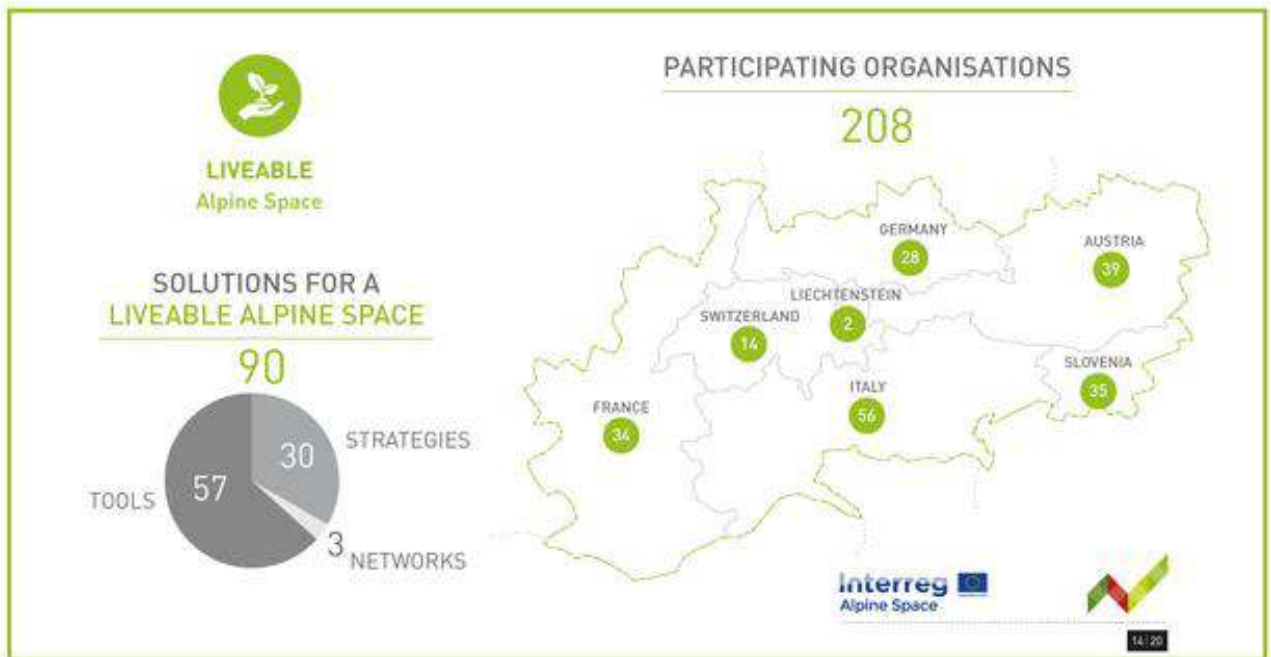 LIVEABLE
Alpine Space
SOLUTIONS FOR A
LIVEABLE ALPINE SPACE
90
30
STRATEGIES
57
TOOLS
3
NETWORKS
PARTICIPATING ORGANISATIONS
208
GERMANY
28
AUSTRIA
39
LIECHTENSTEIN
2
SWITZERLAND
14
SLOVENIA
35
ITALY
56
FRANCE
34
Interreg
Alpine Space
14 20